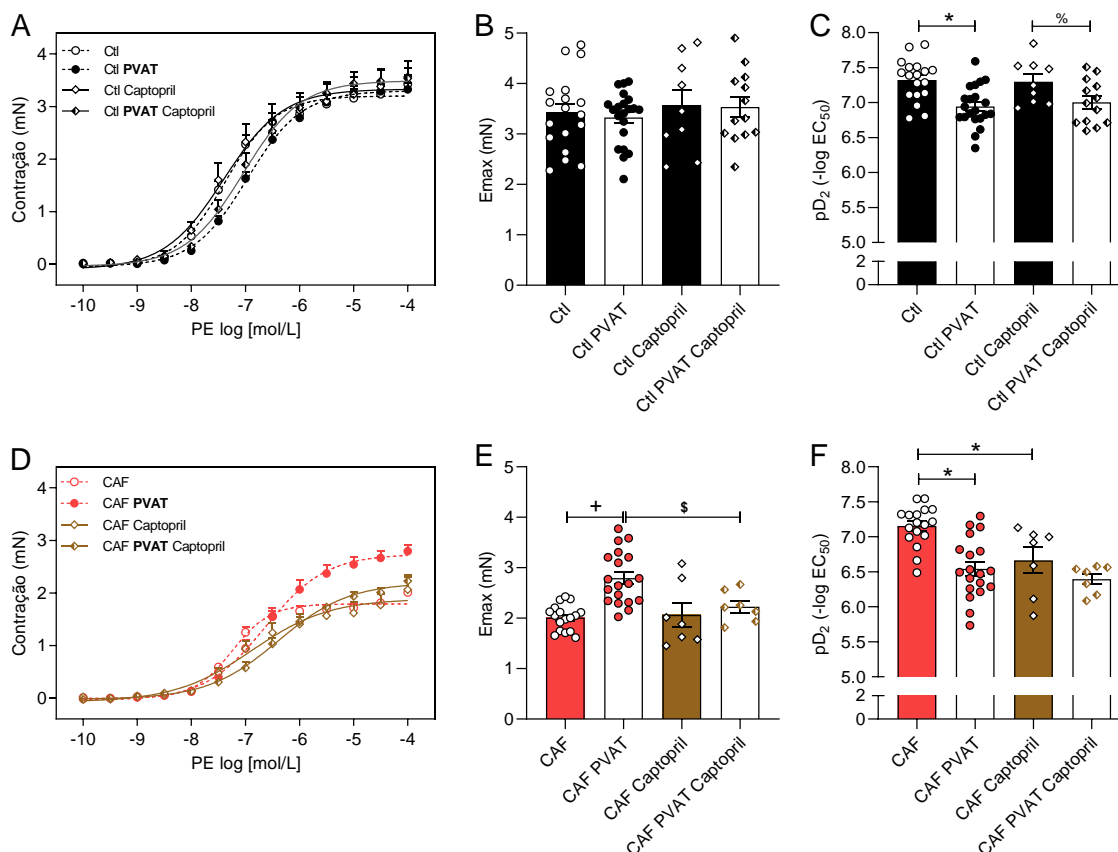 A
Ctl
Ctl PVAT
Ctl Captopril
Ctl PVAT Captopril
Contração (mN)
4
3
2
1
0
-10
-9
-8
-7
-6
-5
-4
PE log [mol/L]
B
Emax (mN)
5
4
3
2
1
0
Ctl
Ctl PVAT
Ctl Captopril
Ctl PVAT Captopril
C
*
%
pD2 (-log EC50)
8.0
7.5
7.0
6.5
6.0
5.5
5.0
2
0
Ctl
Ctl PVAT
Ctl Captopril
Ctl PVAT Captopril
D
CAF
CAF PVAT
CAF Captopril
CAF PVAT Captopril
Contração (mN)
4
3
2
1
0
-10
-9
-8
-7
-6
-5
-4
PE log [mol/L]
E
+
$
Emax (mN)
5
4
3
2
1
0
CAF
CAF PVAT
CAF Captopril
CAF PVAT Captopril
F
*
*
pD2 (-log EC50)
8.0
7.5
7.0
6.5
6.0
5.5
5.0
2
0
CAF
CAF PVAT
CAF Captopril
CAF PVAT Captopril